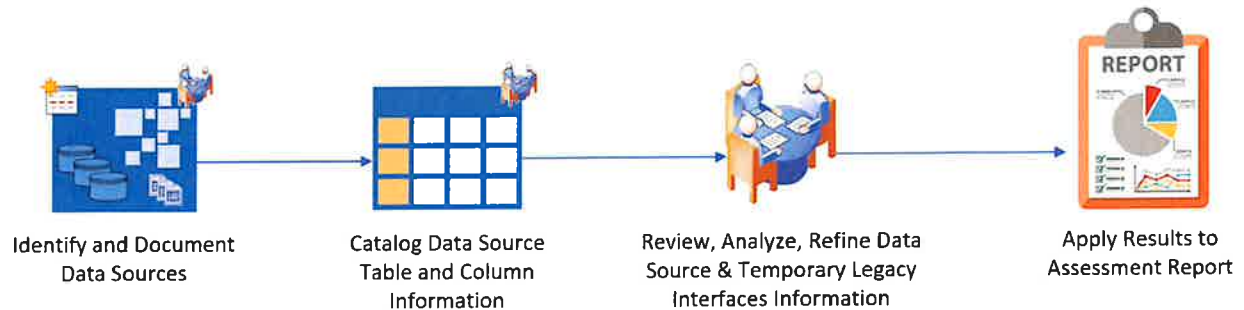 Identify and Document
Data Sources
Catalog Data Source
Table and Column
Information
Review, Analyze, Refine Data
Source & Temporary Legacy
Interfaces Information
REPORT
Apply Results to
Assessment Report